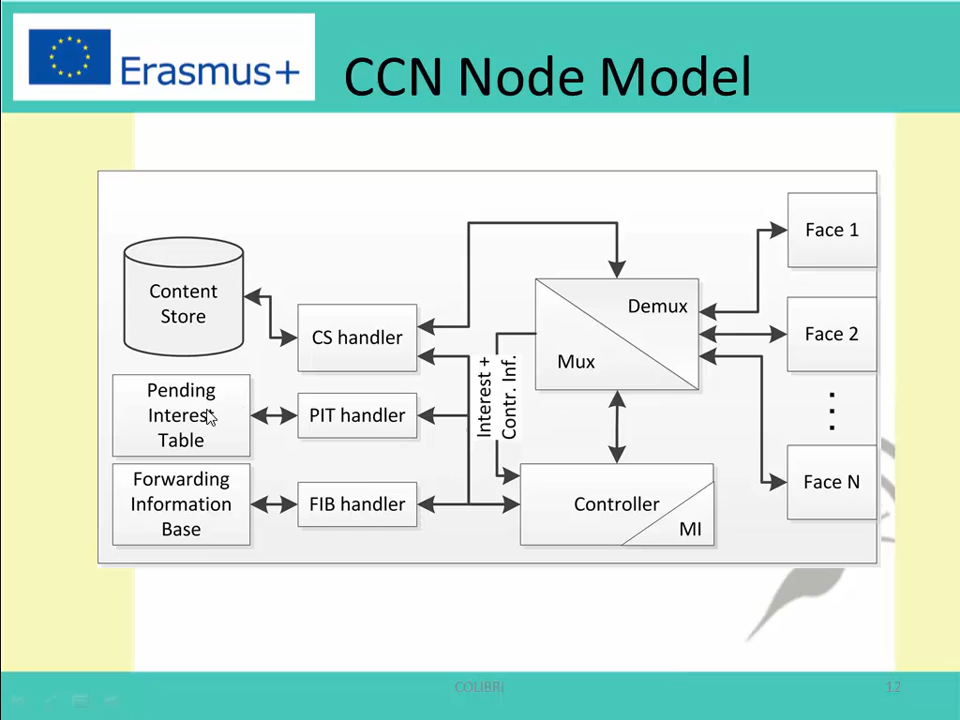 Erasmus+
CCN Node Model
Face 1
Content
Store
Demux
CS handler
Face 2
Mux
Interest +
Contr. Inf.
Pending
Interest
Table
PIT handler
Forwarding
Information
Base
FIB handler
Controller
MI
Face N
COLIBRI
12